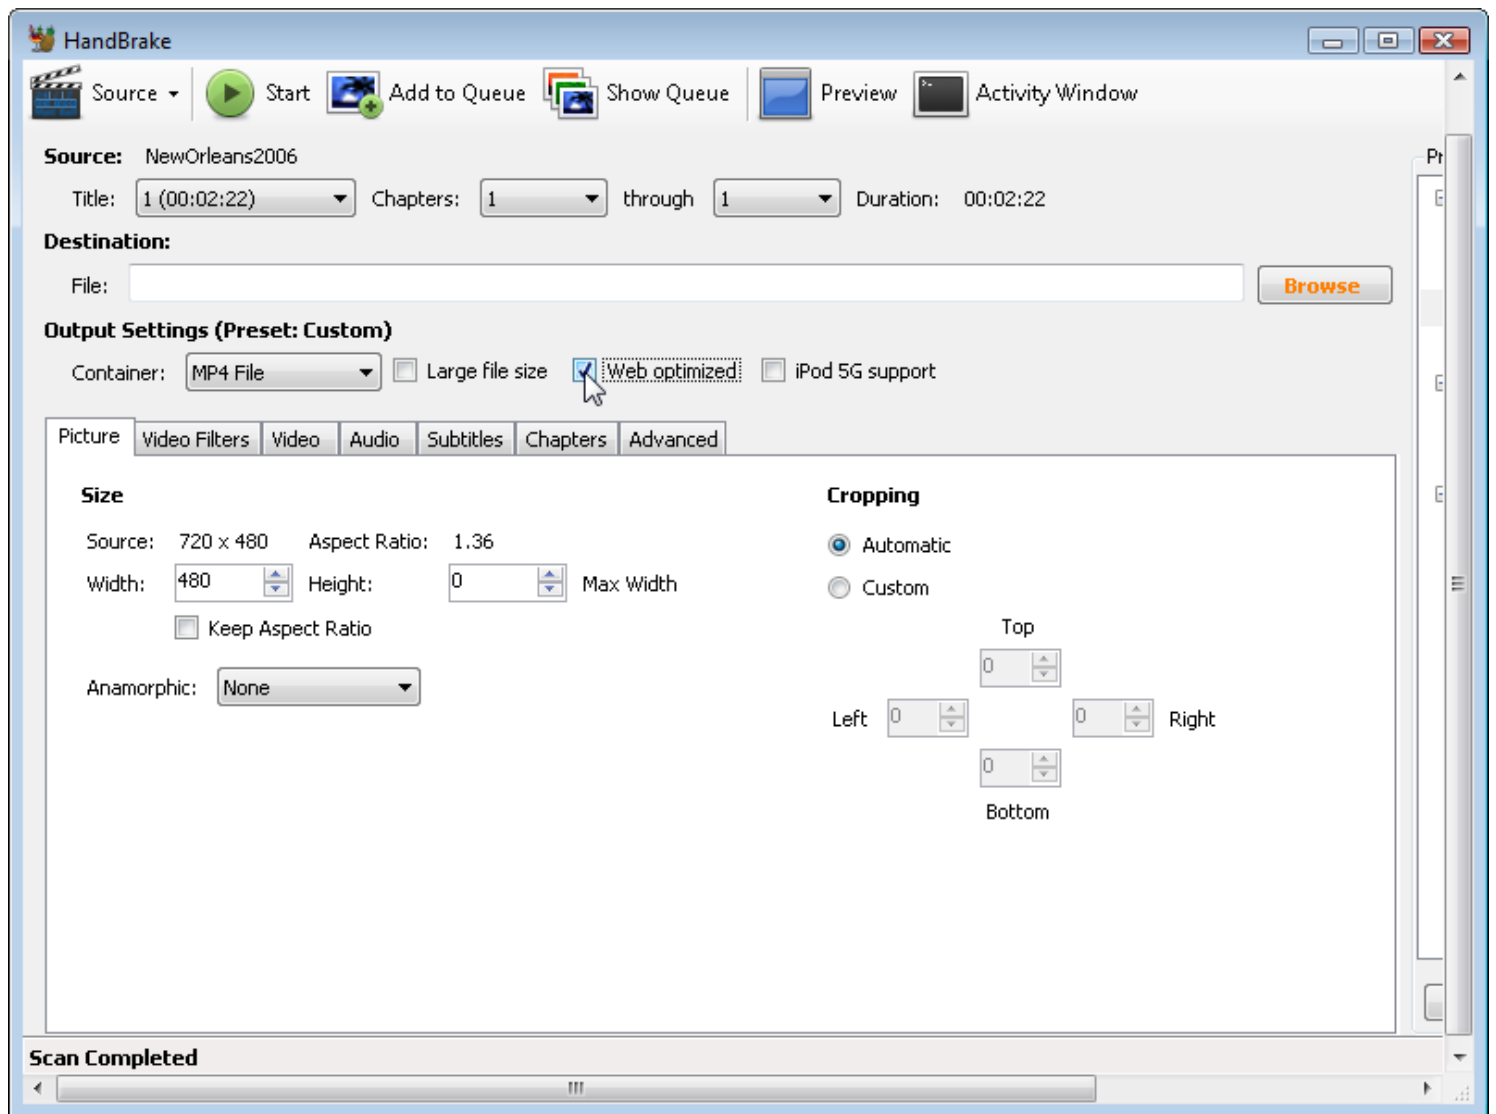 HandBrake
Source Start Add to Queue Show Queue Preview Activity Window
Source: NewOrleans2006 Pr
Title: 1 (00:02:22) Chapters: 1 through 1 Duration: 00:02:22
Destination:
File: Browse
Output Settings (Preset: Custom)
Container: MP4 File Large file size Web optimized iPod 5G support
Picture Video Filters Video Audio Subtitles Chapters Advanced
Size Cropping
Source: 720 x 480 Aspect Ratio: 1.36 Automatic
Width: 480 Height: 0 Max Width Custom
Keep Aspect Ratio Top
0
Anamorphic: None
Left 0 0 Right
0
Bottom
Scan Completed